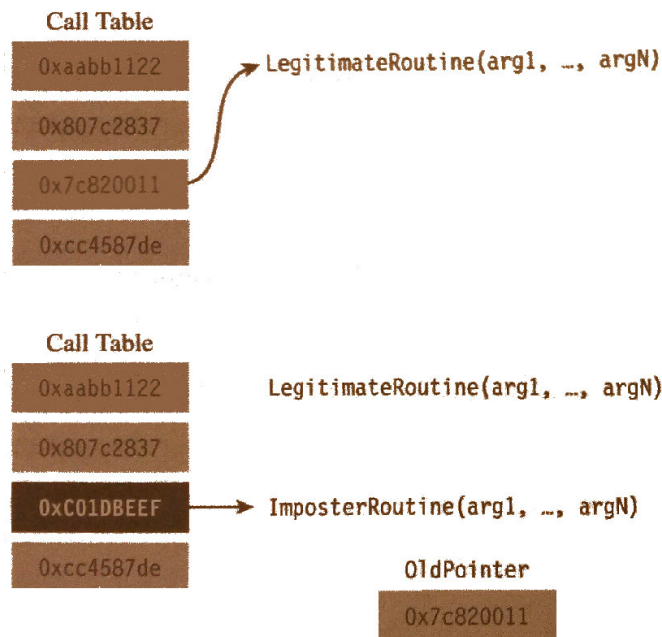 Call Table
0xaabb1122
LegitimateRoutine(arg1, …, argN)
0x807c2837
0x7c820011
0xcc4587de
Call Table
0xaabb1122
LegitimateRoutine(arg1, …, argN)
0x807c2837
0xC01DBEEF
ImposterRoutine(arg1, …, argN)
0xcc4587de
OldPointer
0x7c820011